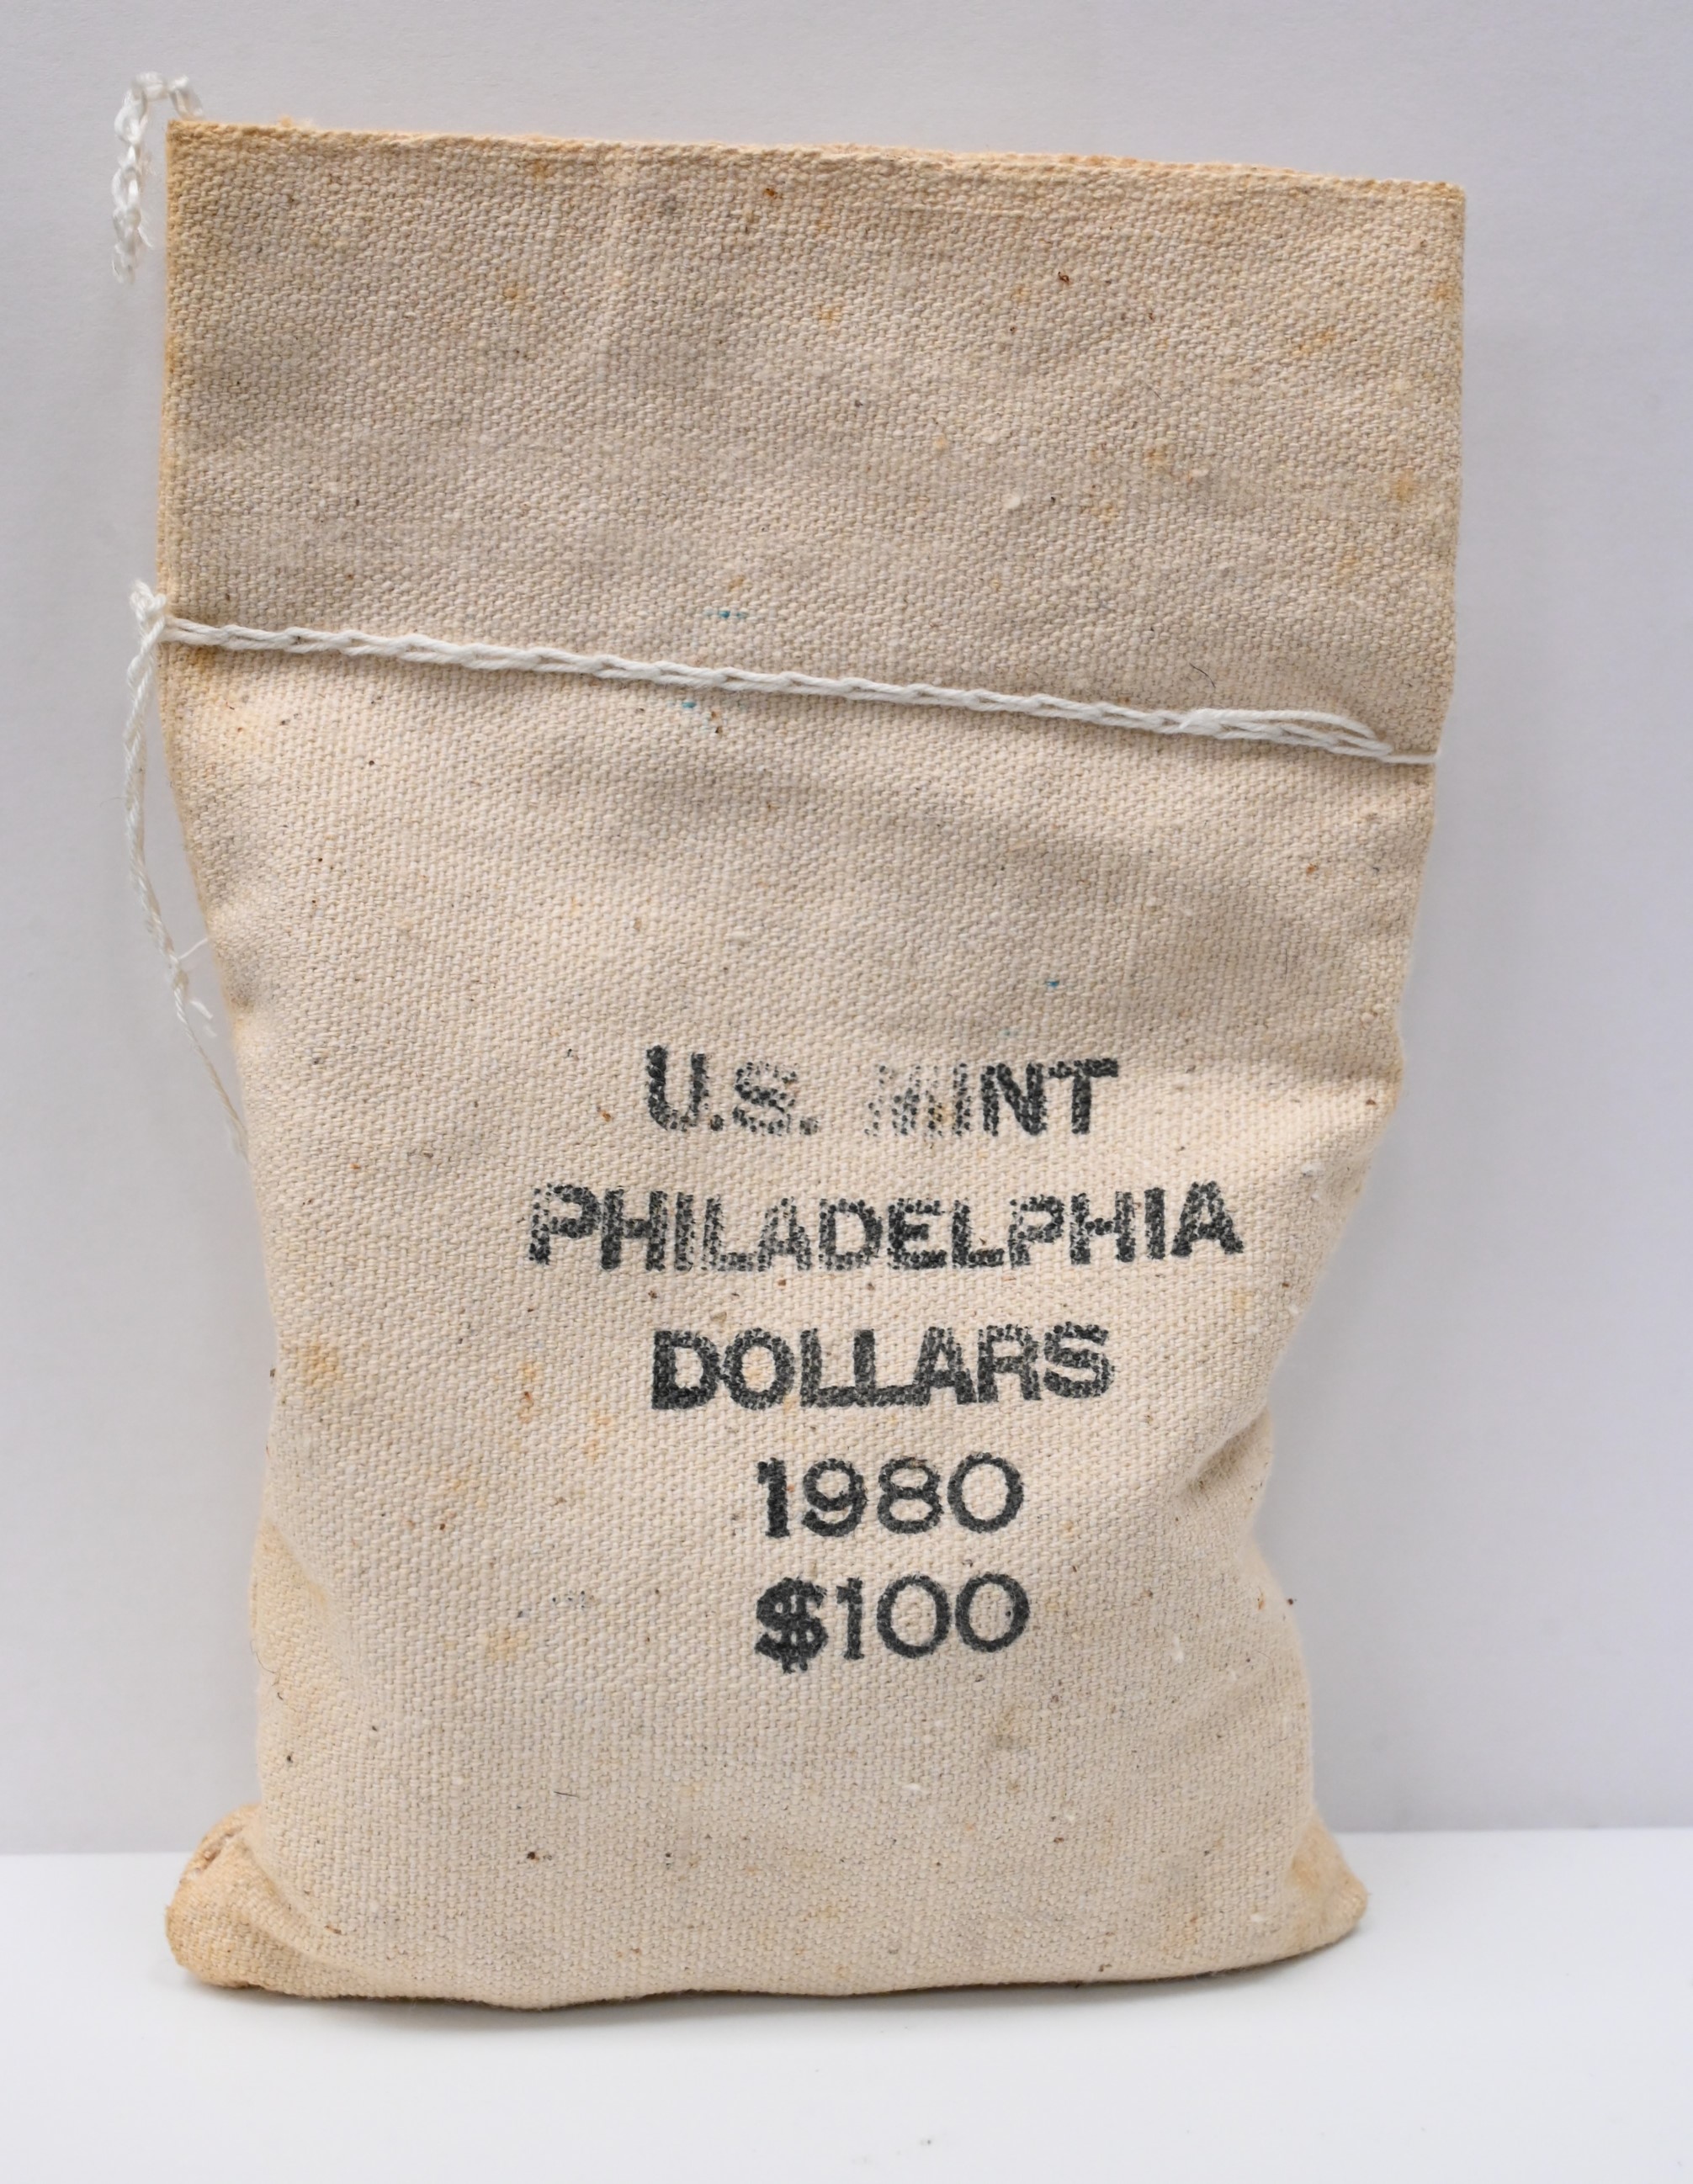 U.S. MINT
PHILADELPHIA
DOLLARS
1980
$100